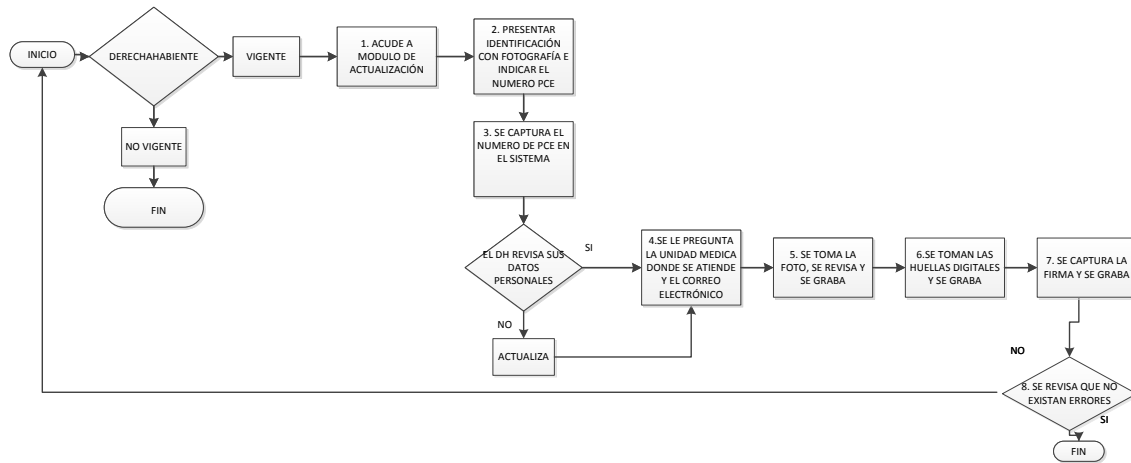 INICIO
DERECHAHABIENTE
VIGENTE
1. ACUDE A
MODULO DE
ACTUALIZACIÓN
2. PRESENTAR
IDENTIFICACIÓN
CON FOTOGRAFÍA E
INDICAR EL
NUMERO PCE
NO VIGENTE
FIN
3. SE CAPTURA EL
NUMERO DE PCE EN
EL SISTEMA
EL DH REVISA SUS
DATOS
PERSONALES
SI
NO
ACTUALIZA
4.SE LE PREGUNTA
LA UNIDAD MEDICA
DONDE SE ATIENDE
Y EL CORREO
ELECTRÓNICO
5. SE TOMA LA
FOTO, SE REVISA Y
SE GRABA
6.SE TOMAN LAS
HUELLAS DIGITALES
Y SE GRABA
7. SE CAPTURA LA
FIRMA Y SE GRABA
NO
8. SE REVISA QUE NO
EXISTAN ERRORES
SI
FIN